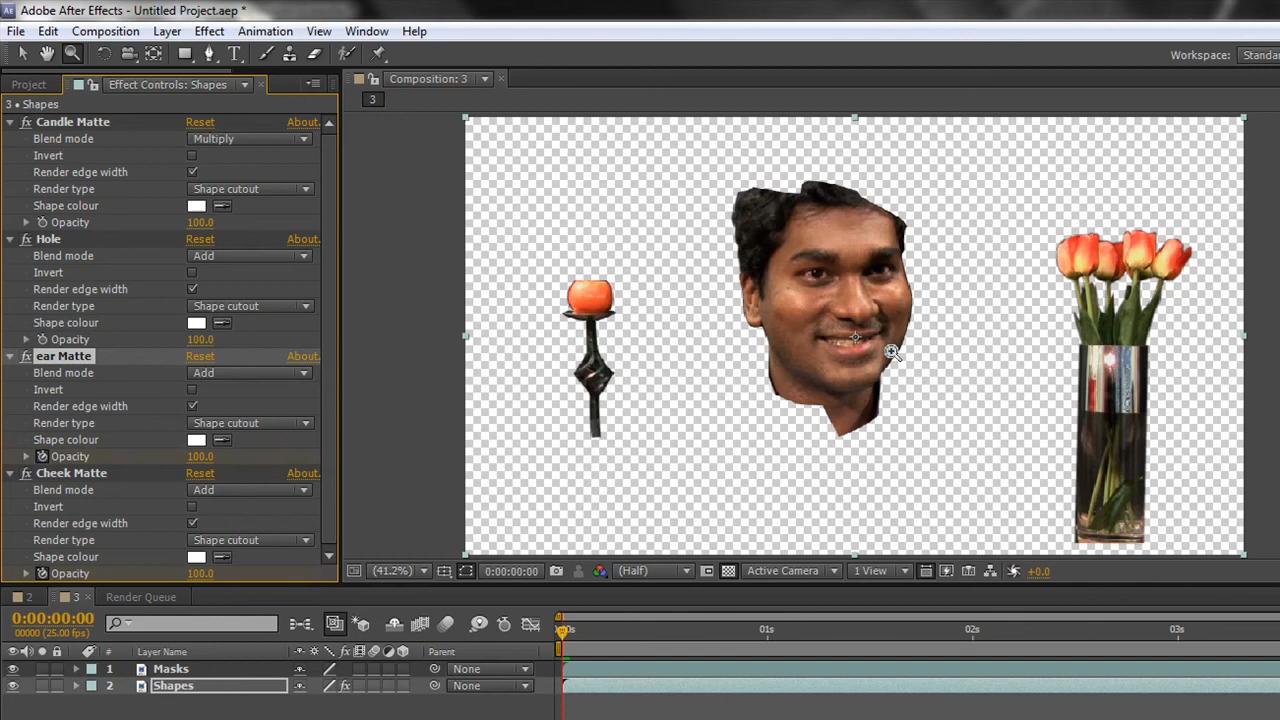 Adobe After Effects - Untitled Project.aep *
File Edit Composition Layer Effect Animation View Window Help
Workspace: Standar
Project Effect Controls: Shapes
Composition: 3
3
3 • Shapes
fx Candle Matte Reset About.
Blend mode Multiply
Invert
Render edge width
Render type Shape cutout
Shape colour
Opacity 100.0
fx Hole Reset About.
Blend mode Add
Invert
Render edge width
Render type Shape cutout
Shape colour
Opacity 100.0
fx ear Matte Reset About.
Blend mode Add
Invert
Render edge width
Render type Shape cutout
Shape colour
Opacity 100.0
fx Cheek Matte Reset About.
Blend mode Add
Invert
Render edge width
Render type Shape cutout
Shape colour
Opacity 100.0
(41.2%) 0:00:00:00 (Half) Active Camera 1 View +0.0
2 3 Render Queue
0:00:00:00
00000 (25.00 fps)
01s 02s 03s
# Layer Name Parent
1 Masks None
2 Shapes None